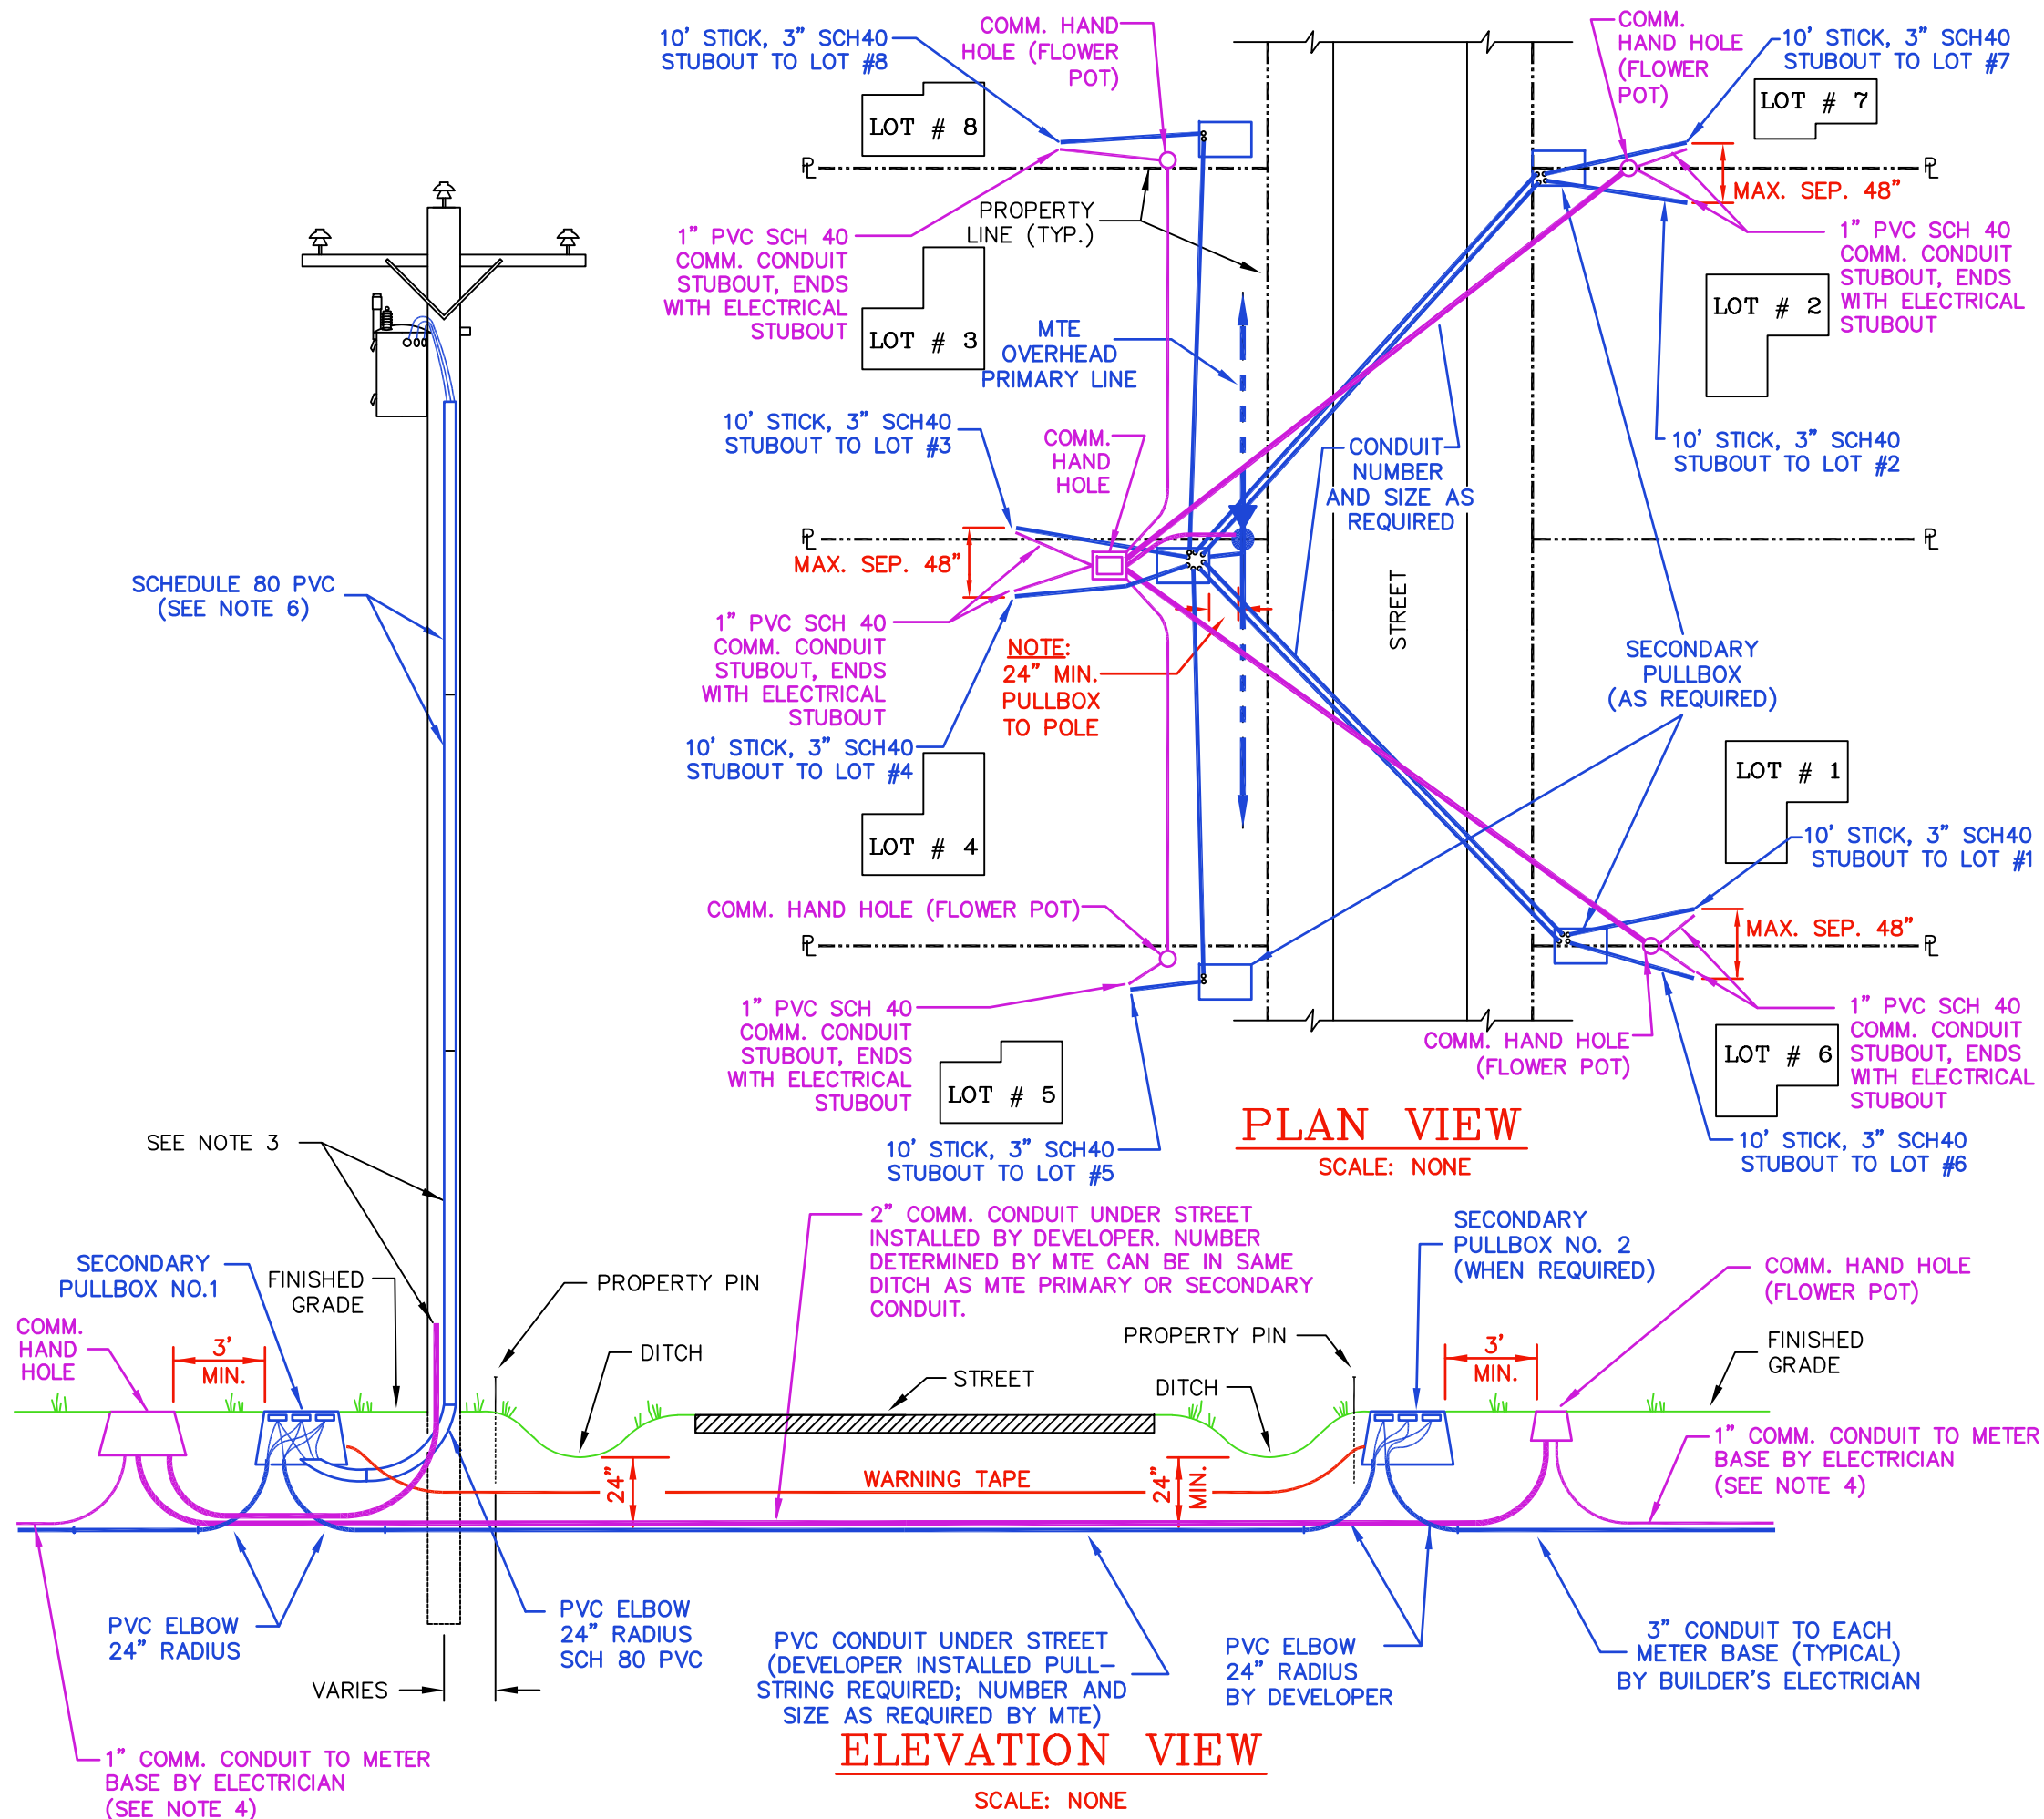 10' STICK, 3" SCH40
STUBOUT TO LOT #8
COMM. HAND
HOLE (FLOWER
POT)
COMM.
HAND HOLE
(FLOWER
POT)
10' STICK, 3" SCH40
STUBOUT TO LOT #7
LOT # 8
LOT # 7
PL
PL
MAX. SEP. 48"
PROPERTY
LINE (TYP.)
1" PVC SCH 40
COMM. CONDUIT
STUBOUT, ENDS
WITH ELECTRICAL
STUBOUT
1" PVC SCH 40
COMM. CONDUIT
STUBOUT, ENDS
WITH ELECTRICAL
STUBOUT
LOT # 3
LOT # 2
MTE
OVERHEAD
PRIMARY LINE
10' STICK, 3" SCH40
STUBOUT TO LOT #3
COMM.
HAND
HOLE
CONDUIT
NUMBER
AND SIZE AS
REQUIRED
10' STICK, 3" SCH40
STUBOUT TO LOT #2
PL
PL
MAX. SEP. 48"
STREET
SCHEDULE 80 PVC
(SEE NOTE 6)
1" PVC SCH 40
COMM. CONDUIT
STUBOUT, ENDS
WITH ELECTRICAL
STUBOUT
NOTE:
24" MIN.
PULLBOX
TO POLE
SECONDARY
PULLBOX
(AS REQUIRED)
10' STICK, 3" SCH40
STUBOUT TO LOT #4
LOT # 4
LOT # 1
10' STICK, 3" SCH40
STUBOUT TO LOT #1
COMM. HAND HOLE (FLOWER POT)
PL
PL
MAX. SEP. 48"
1" PVC SCH 40
COMM. CONDUIT
STUBOUT, ENDS
WITH ELECTRICAL
STUBOUT
LOT # 5
COMM. HAND HOLE
(FLOWER POT)
LOT # 6
1" PVC SCH 40
COMM. CONDUIT
STUBOUT, ENDS
WITH ELECTRICAL
STUBOUT
10' STICK, 3" SCH40
STUBOUT TO LOT #5
PLAN VIEW
SCALE: NONE
10' STICK, 3" SCH40
STUBOUT TO LOT #6
SEE NOTE 3
2" COMM. CONDUIT UNDER STREET
INSTALLED BY DEVELOPER. NUMBER
DETERMINED BY MTE CAN BE IN SAME
DITCH AS MTE PRIMARY OR SECONDARY
CONDUIT.
SECONDARY
PULLBOX NO. 2
(WHEN REQUIRED)
SECONDARY
PULLBOX NO.1
FINISHED
GRADE
PROPERTY PIN
COMM. HAND HOLE
(FLOWER POT)
COMM.
HAND
HOLE
3'
MIN.
DITCH
STREET
PROPERTY PIN
DITCH
3'
MIN.
FINISHED
GRADE
24"
WARNING TAPE
24"
MIN.
1" COMM. CONDUIT TO METER
BASE BY ELECTRICIAN
(SEE NOTE 4)
PVC ELBOW
24" RADIUS
PVC ELBOW
24" RADIUS
SCH 80 PVC
VARIES
PVC CONDUIT UNDER STREET
(DEVELOPER INSTALLED PULL-
STRING REQUIRED; NUMBER AND
SIZE AS REQUIRED BY MTE)
PVC ELBOW
24" RADIUS
BY DEVELOPER
3" CONDUIT TO EACH
METER BASE (TYPICAL)
BY BUILDER'S ELECTRICIAN
1" COMM. CONDUIT TO METER
BASE BY ELECTRICIAN
(SEE NOTE 4)
ELEVATION VIEW
SCALE: NONE